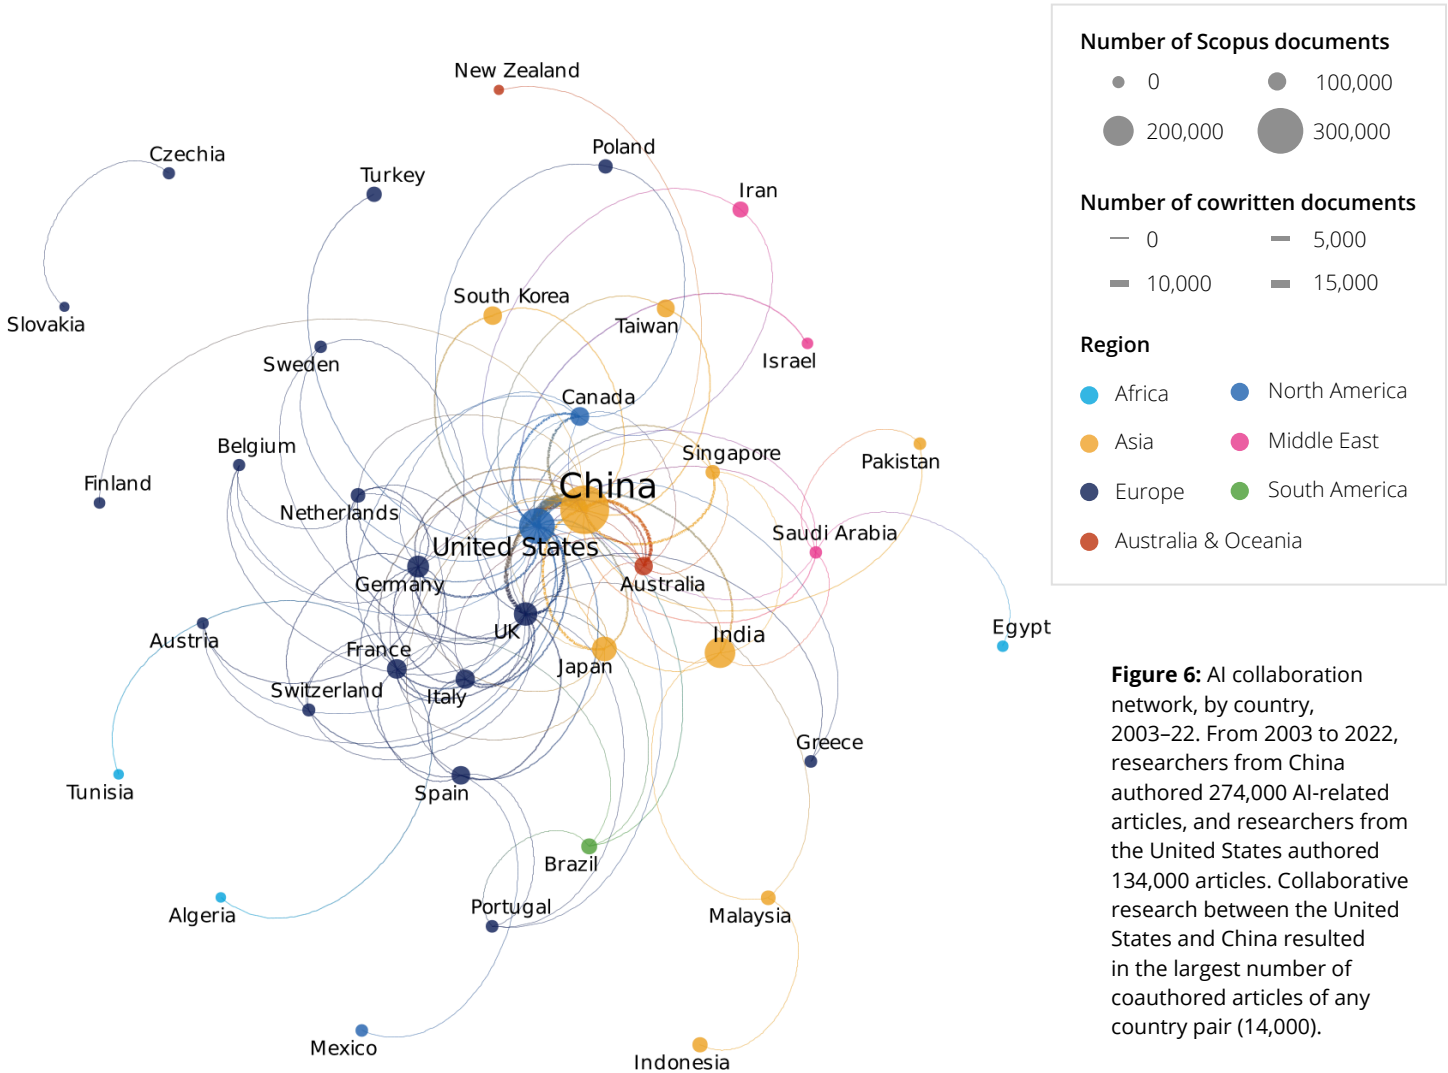 New Zealand
Czechia
Poland
Turkey
Iran
South Korea
Slovakia
Taiwan
Israel
Sweden
Canada
Belgium
Singapore
Pakistan
Finland
China
Netherlands
Saudi Arabia
United States
Germany
Australia
Egypt
UK
India
Austria
France
Japan
Switzerland
Italy
Greece
Tunisia
Spain
Brazil
Portugal
Algeria
Malaysia
Mexico
Indonesia
Number of Scopus documents
0 100,000
200,000 300,000
Number of cowritten documents
0 5,000
10,000 15,000
Region
Africa North America
Asia Middle East
Europe South America
Australia & Oceania
Figure 6: AI collaboration
network, by country,
2003–22. From 2003 to 2022,
researchers from China
authored 274,000 AI-related
articles, and researchers from
the United States authored
134,000 articles. Collaborative
research between the United
States and China resulted
in the largest number of
coauthored articles of any
country pair (14,000).